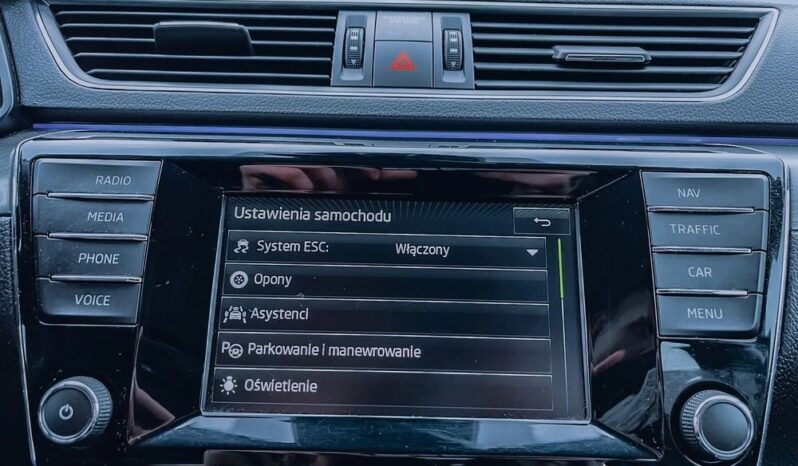 RADIO
MEDIA
PHONE
VOICE
Ustawienia samochodu
System ESC: Włączony
Opony
Asystenci
Parkowanie i manewrowanie
Oświetlenie
NAV
TRAFFIC
CAR
MENU